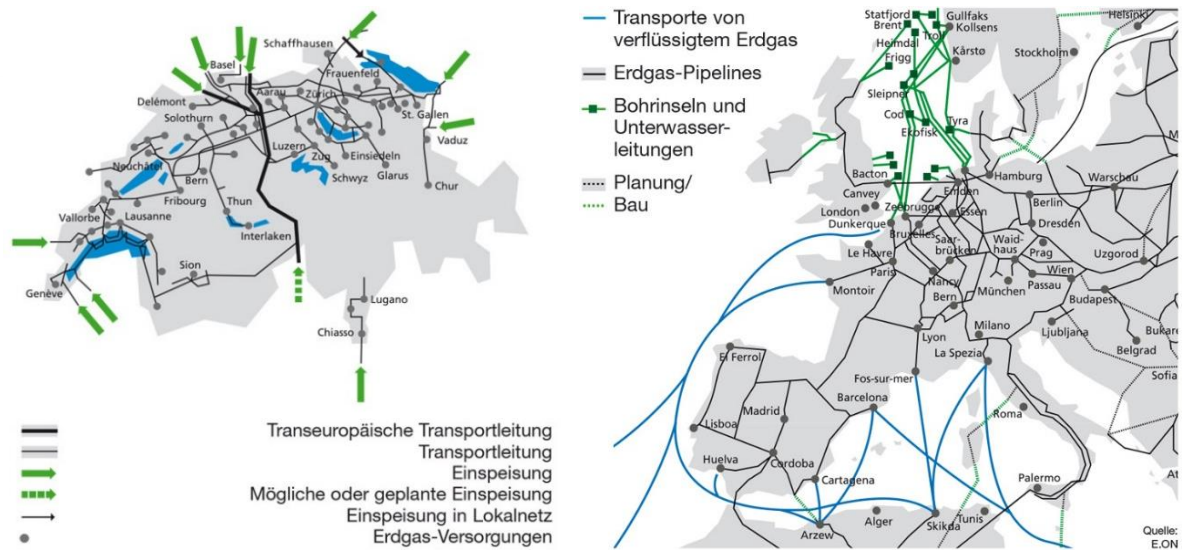 Schaffhausen
Basel
Frauenfeld
Aarau
Zürich
Delémont
St. Gallen
Solothurn
Vaduz
Luzern
Zug
Einsiedeln
Neuchâtel
Bern
Schwyz
Glarus
Chur
Fribourg
Thun
Vallorbe
Lausanne
Interlaken
Sion
Genève
Lugano
Chiasso
Transeuropäische Transportleitung
Transportleitung
Einspeisung
Mögliche oder geplante Einspeisung
Einspeisung in Lokalnetz
Erdgas-Versorgungen
Transporte von
verflüssigtem Erdgas
Erdgas-Pipelines
Bohrinseln und
Unterwasser-
leitungen
Planung/
Bau
Statfjord
Gullfaks
Helsinki
Brent
Troll
Kollsens
Heimdal
Kårstø
Stockholm
Frigg
Sleipner
Cod
Tyra
Ekofisk
Bacton
Hamburg
Warschau
Canvey
Emden
Berlin
London
Zeebrugge
Essen
Dunkerque
Dresden
Bruxelles
Saar-
brücken
Waid-
haus
Prag
Uzgorod
Le Havre
Paris
Nancy
Wien
Montoir
München
Passau
Bern
Budapest
Milano
Ljubljana
Bukare
Lyon
Belgrad
La Spezia
El Ferrol
Sofia
Fos-sur-mer
Barcelona
Madrid
Roma
Lisboa
Huelva
Cordoba
Cartagena
Palermo
At
Alger
Skikda
Tunis
Arzew
Quelle:
E.ON